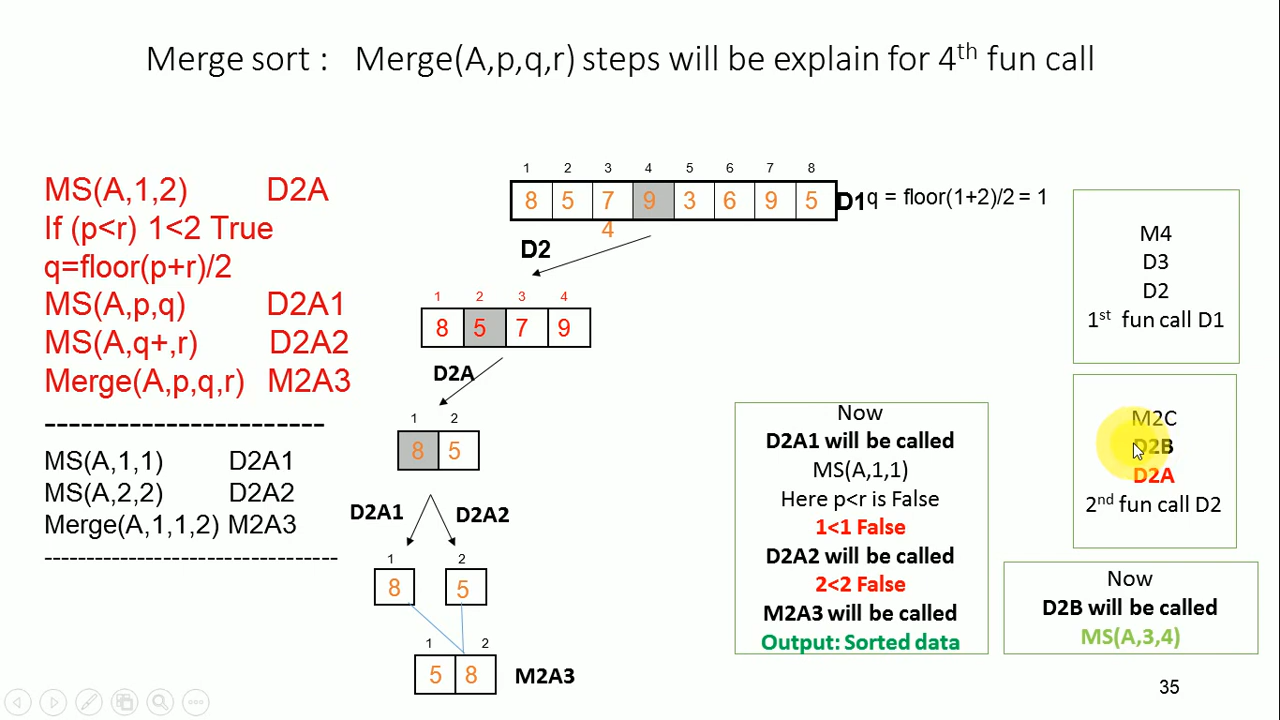 Merge sort : Merge(A,p,q,r) steps will be explain for 4th fun call
MS(A,1,2) D2A
If (p<r) 1<2 True
q=floor(p+r)/2
MS(A,p,q) D2A1
MS(A,q+,r) D2A2
Merge(A,p,q,r) M2A3
-----------------------
MS(A,1,1) D2A1
MS(A,2,2) D2A2
Merge(A,1,1,2) M2A3
----------------------------------
1 2 3 4 5 6 7 8
8 5 7 9 3 6 9 5
4
D1
q = floor(1+2)/2 = 1
D2
1 2 3 4
8 5 7 9
D2A
1 2
8 5
D2A1 D2A2
1 2
8 5
1 2
5 8
M2A3
Now
D2A1 will be called
MS(A,1,1)
Here p<r is False
1<1 False
D2A2 will be called
2<2 False
M2A3 will be called
Output: Sorted data
M4
D3
D2
1st fun call D1
M2C
D2B
D2A
2nd fun call D2
Now
D2B will be called
MS(A,3,4)
35